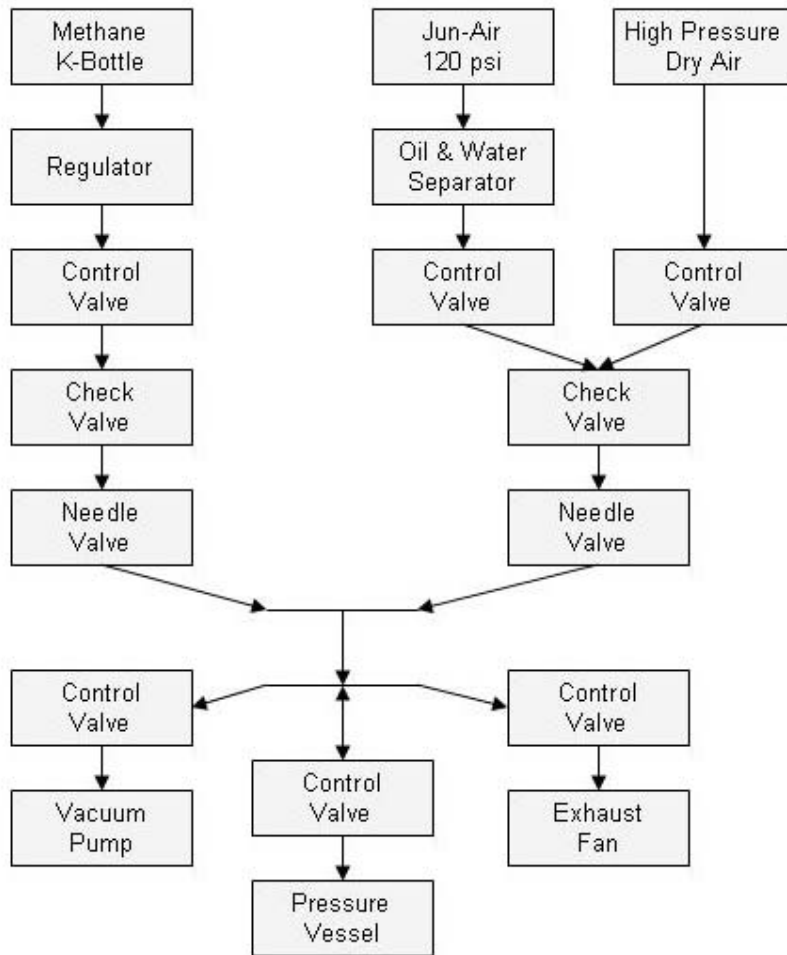 Methane
K-Bottle
Jun-Air
120 psi
High Pressure
Dry Air
Regulator
Oil & Water
Separator
Control
Valve
Control
Valve
Control
Valve
Check
Valve
Check
Valve
Needle
Valve
Needle
Valve
Control
Valve
Control
Valve
Control
Valve
Vacuum
Pump
Exhaust
Fan
Pressure
Vessel